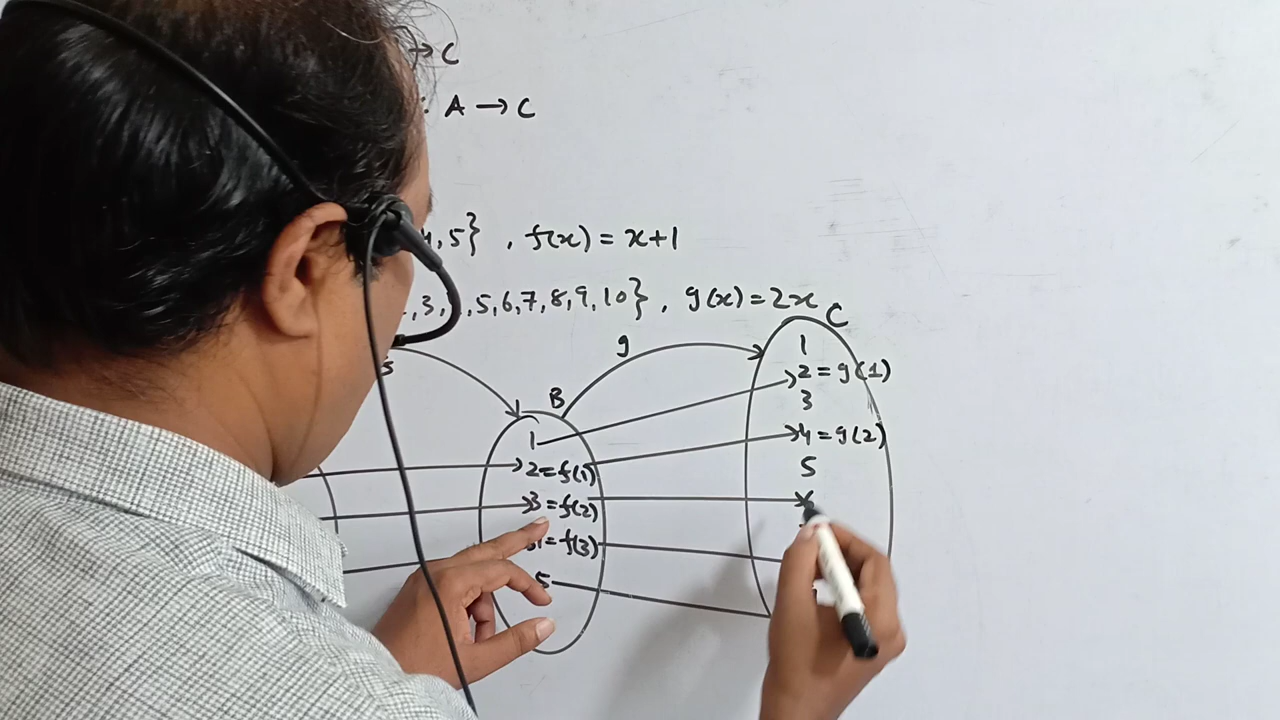 → C
: A → C
4, 5} , f(x) = x+1
, 3, , 5, 6, 7, 8, 9, 10} , g(x) = 2x
g
B
C
1
2 = f(1)
3 = f(2)
= f(3)
5
1
2 = g(1)
3
4 = g(2)
5